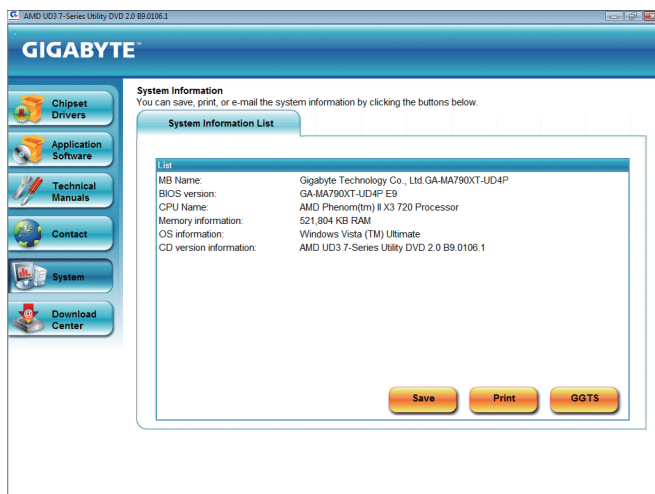 AMD UD3 7-Series Utility DVD 2.0 B9.0106.1
GIGABYTE™
Chipset
Drivers
Application
Software
Technical
Manuals
Contact
System
Download
Center
System Information
You can save, print, or e-mail the system information by clicking the buttons below.
System Information List
List
MB Name: Gigabyte Technology Co., Ltd.GA-MA790XT-UD4P
BIOS version: GA-MA790XT-UD4P E9
CPU Name: AMD Phenom(tm) II X3 720 Processor
Memory information: 521,804 KB RAM
OS information: Windows Vista (TM) Ultimate
CD version information: AMD UD3 7-Series Utility DVD 2.0 B9.0106.1
Save Print GGTS